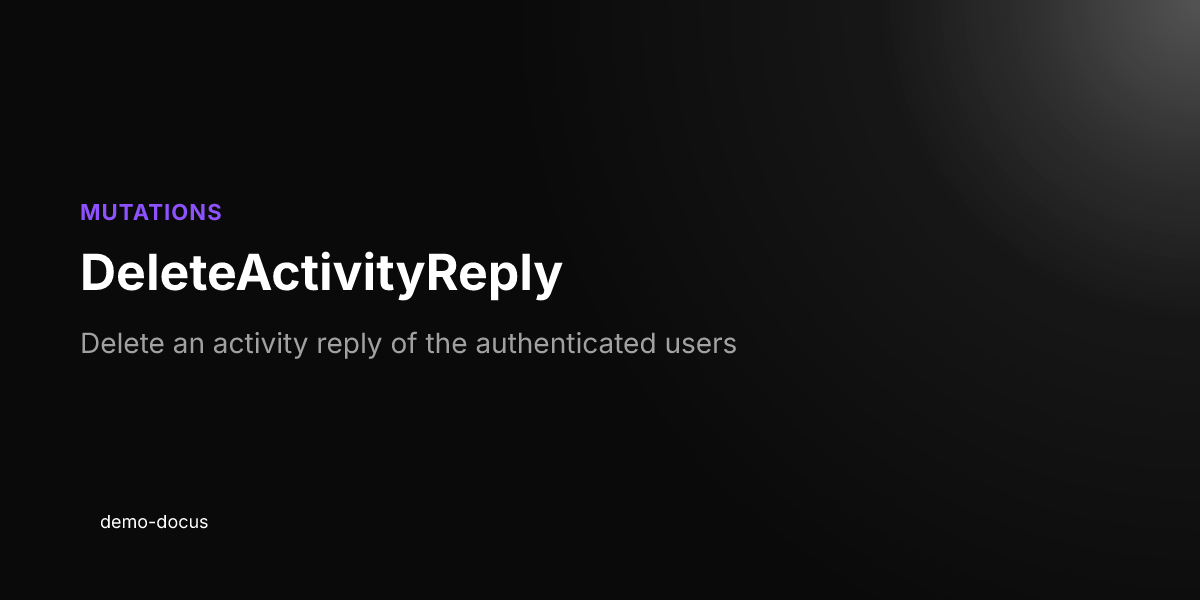 MUTATIONS
DeleteActivityReply
Delete an activity reply of the authenticated users
demo-docus